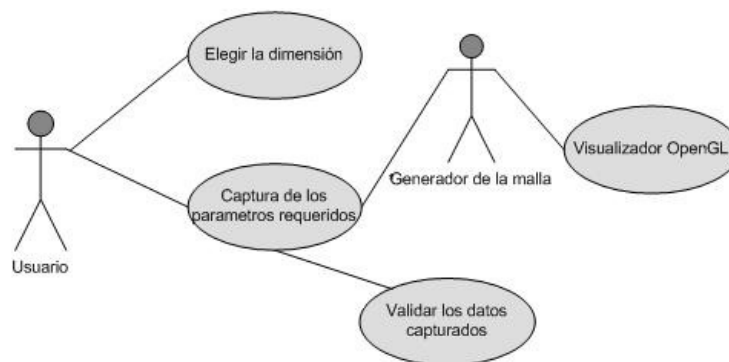 Elegir la dimensión
Visualizador OpenGL
Captura de los
parametros requeridos
Generador de la malla
Usuario
Validar los datos
capturados